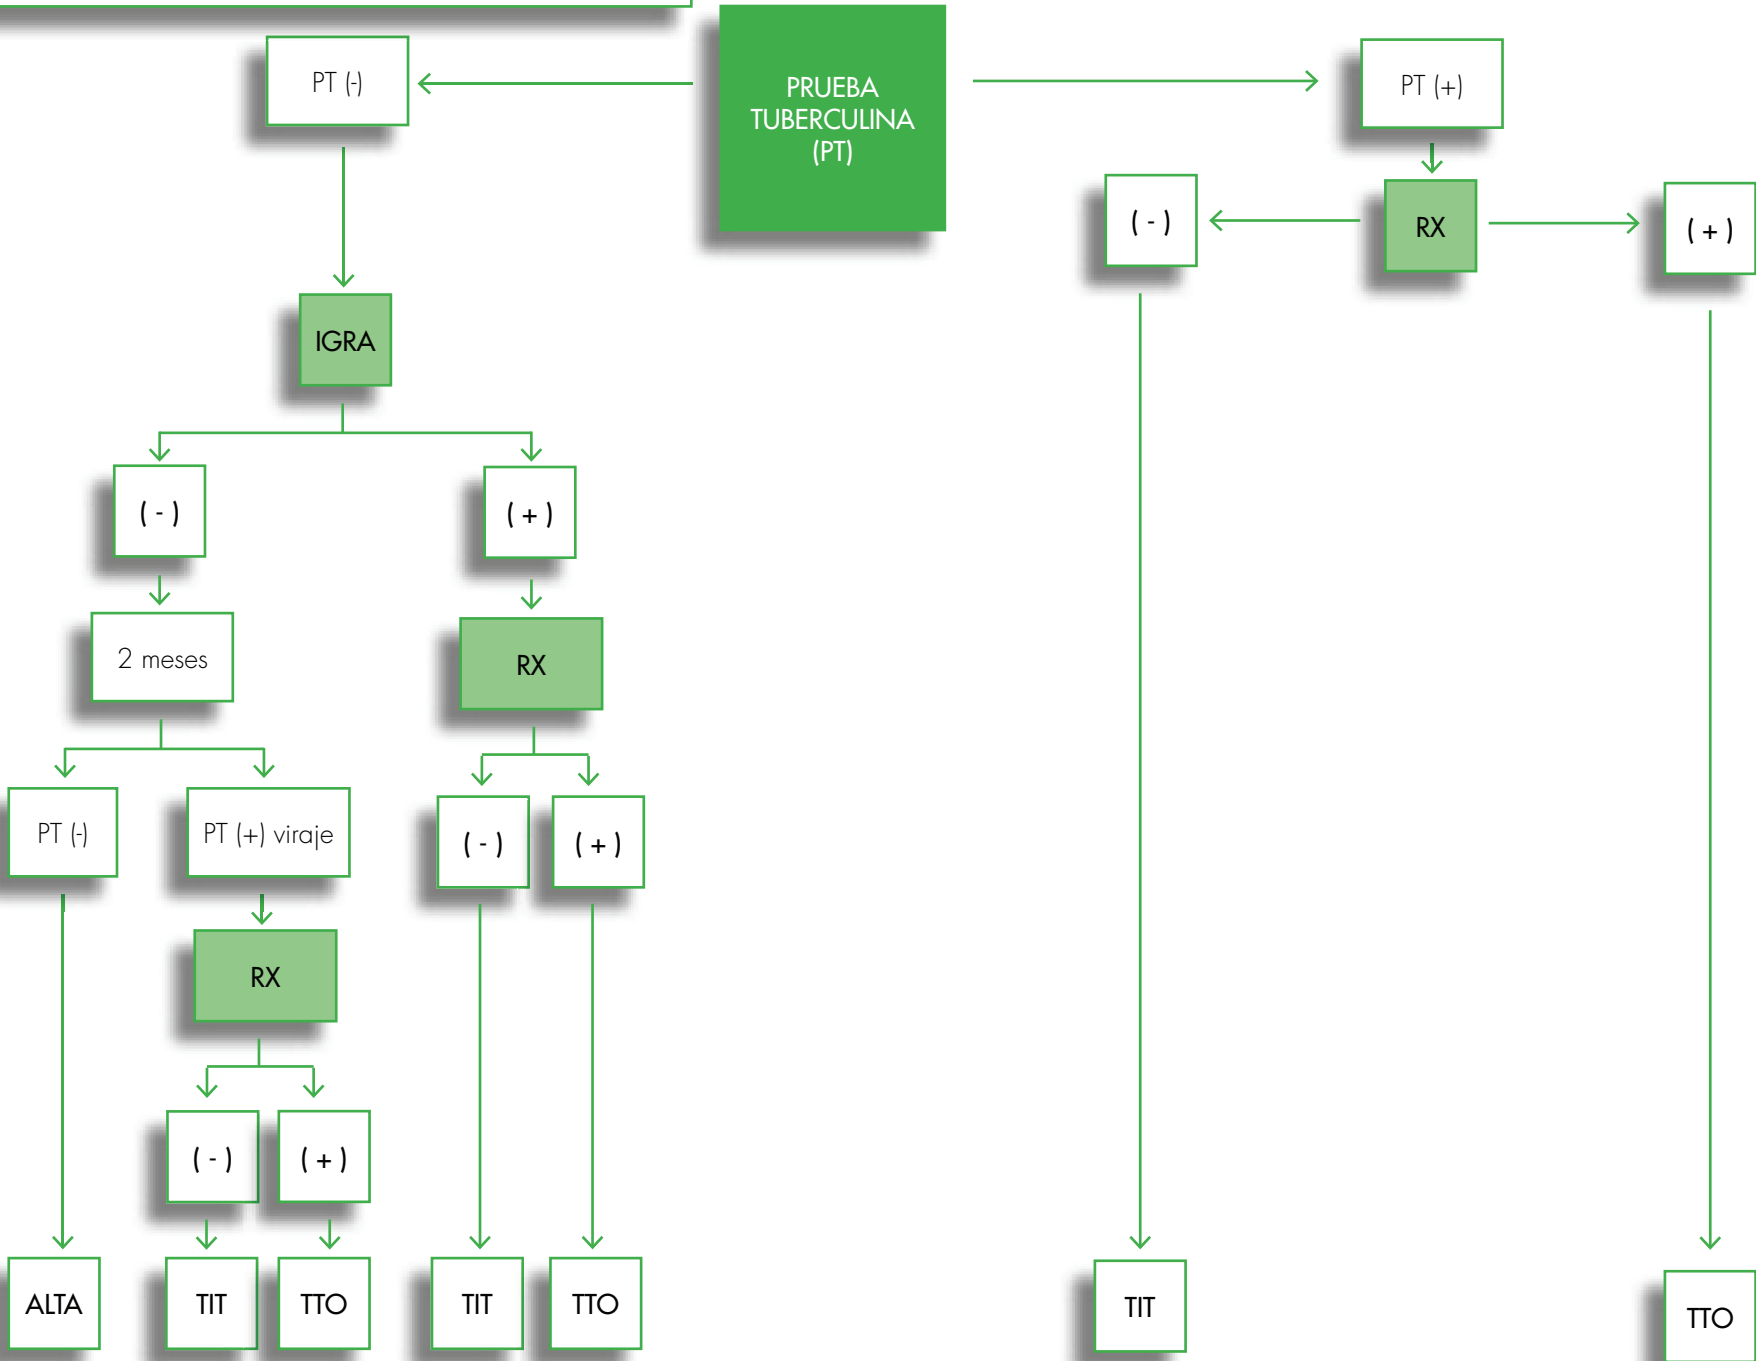 PT (-)
PRUEBA
TUBERCULINA
(PT)
PT (+)
( - )
RX
( + )
IGRA
( - )
( + )
2 meses
RX
PT (-)
PT (+) viraje
( - )
( + )
RX
( - )
( + )
ALTA
TIT
TTO
TIT
TTO
TIT
TTO